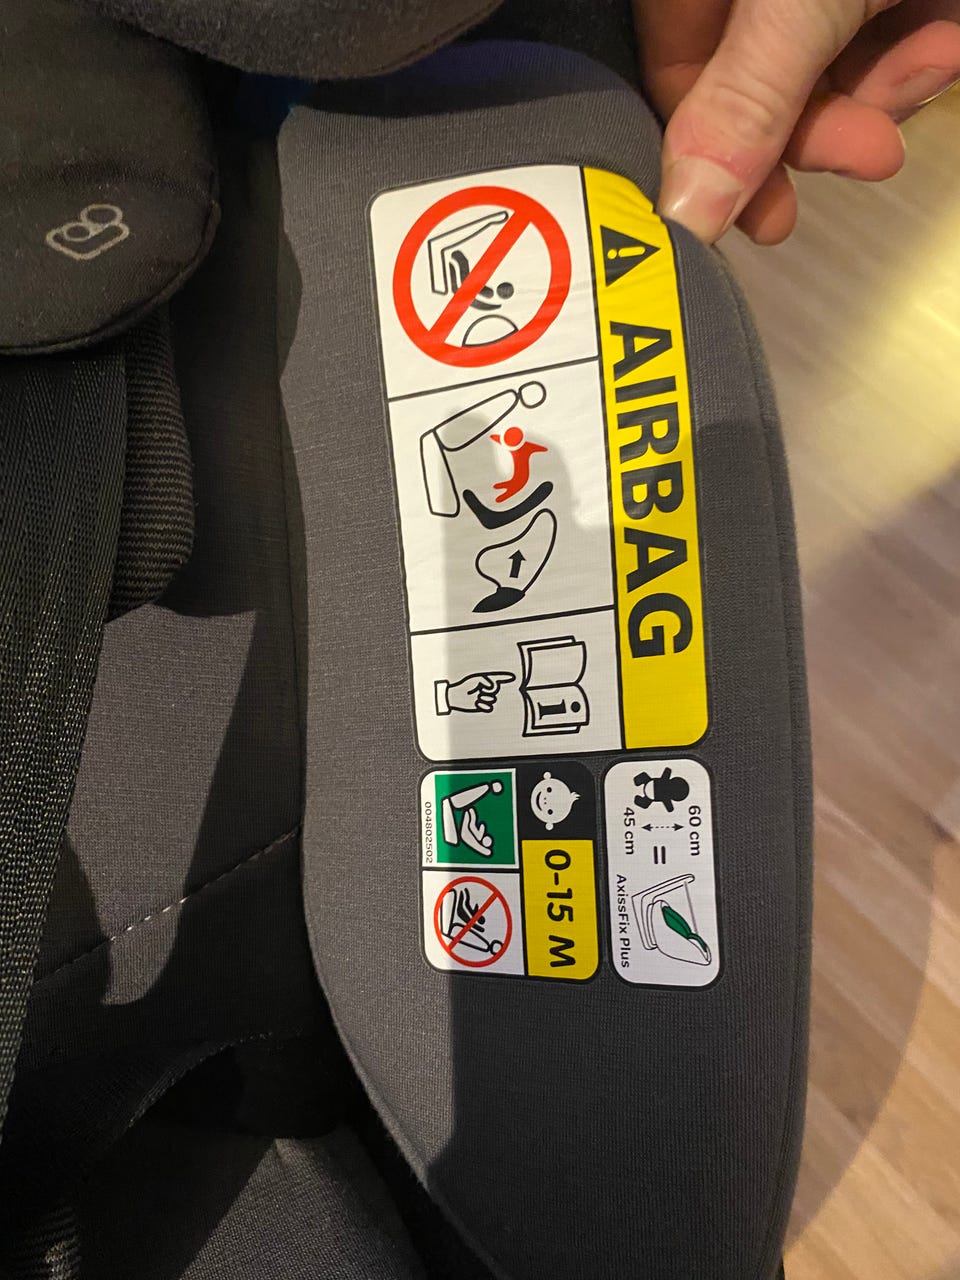 AIRBAG
i
004802502
0-15 M
60 cm
45 cm
=
AxissFix Plus